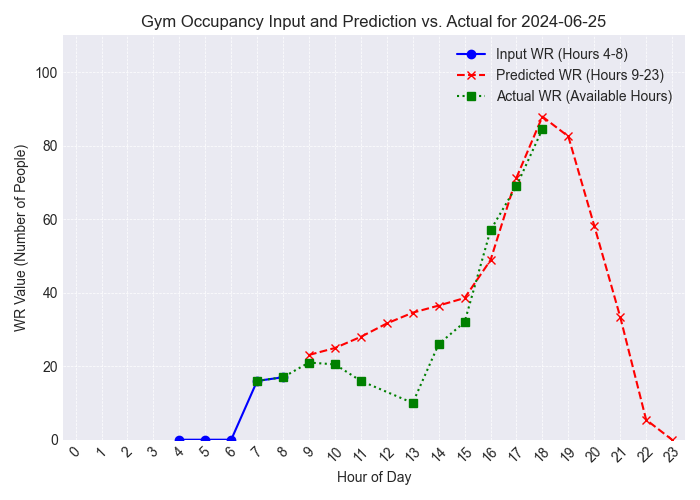 Gym Occupancy Input and Prediction vs. Actual for 2024-06-25
Input WR (Hours 4-8)
Predicted WR (Hours 9-23)
Actual WR (Available Hours)
WR Value (Number of People)
100
80
60
40
20
0
0 1 2 3 4 5 6 7 8 9 10 11 12 13 14 15 16 17 18 19 20 21 22 23
Hour of Day